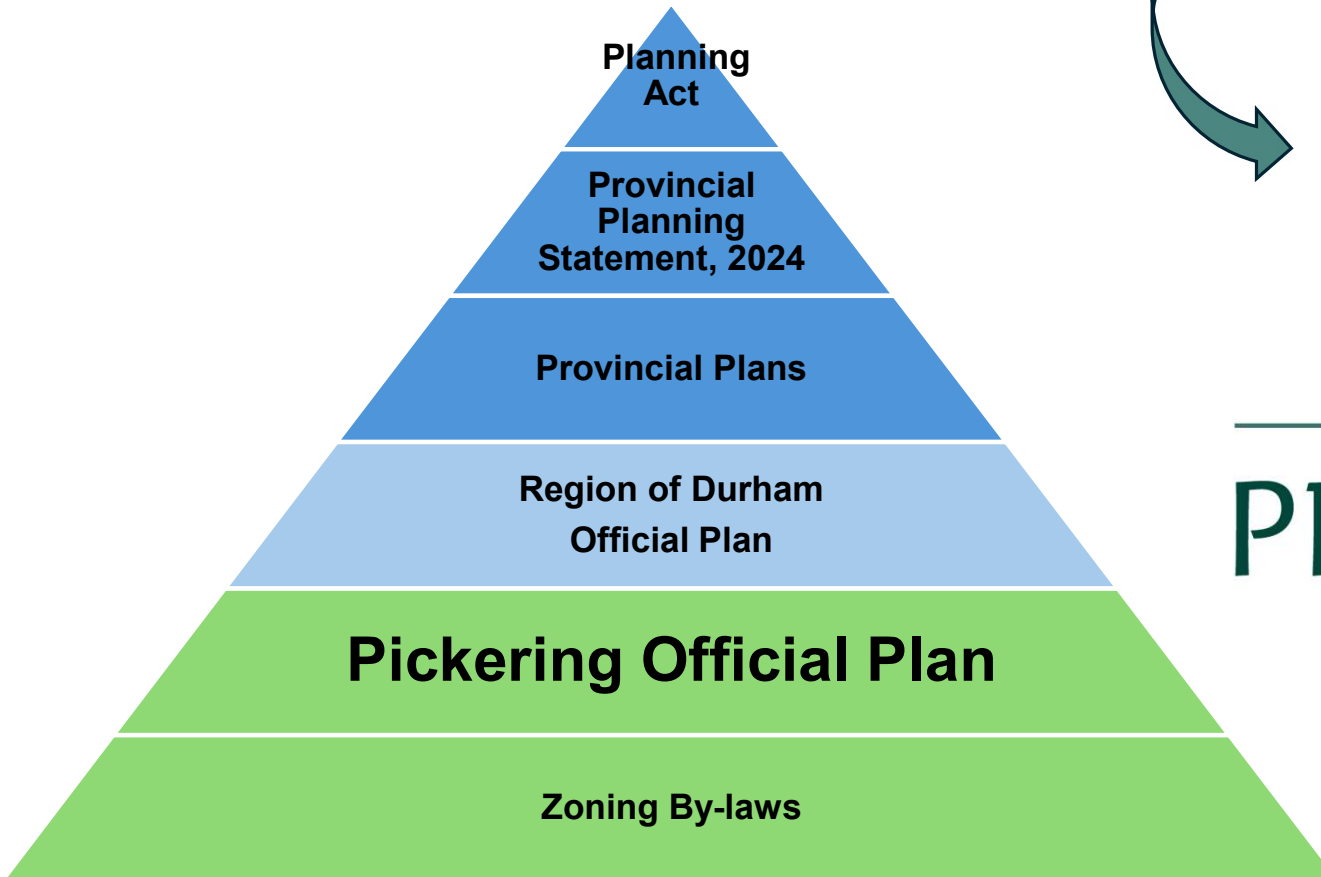 Planning
Act
Provincial
Planning
Statement, 2024
Provincial Plans
Region of Durham
Official Plan
Pickering Official Plan
Zoning By-laws